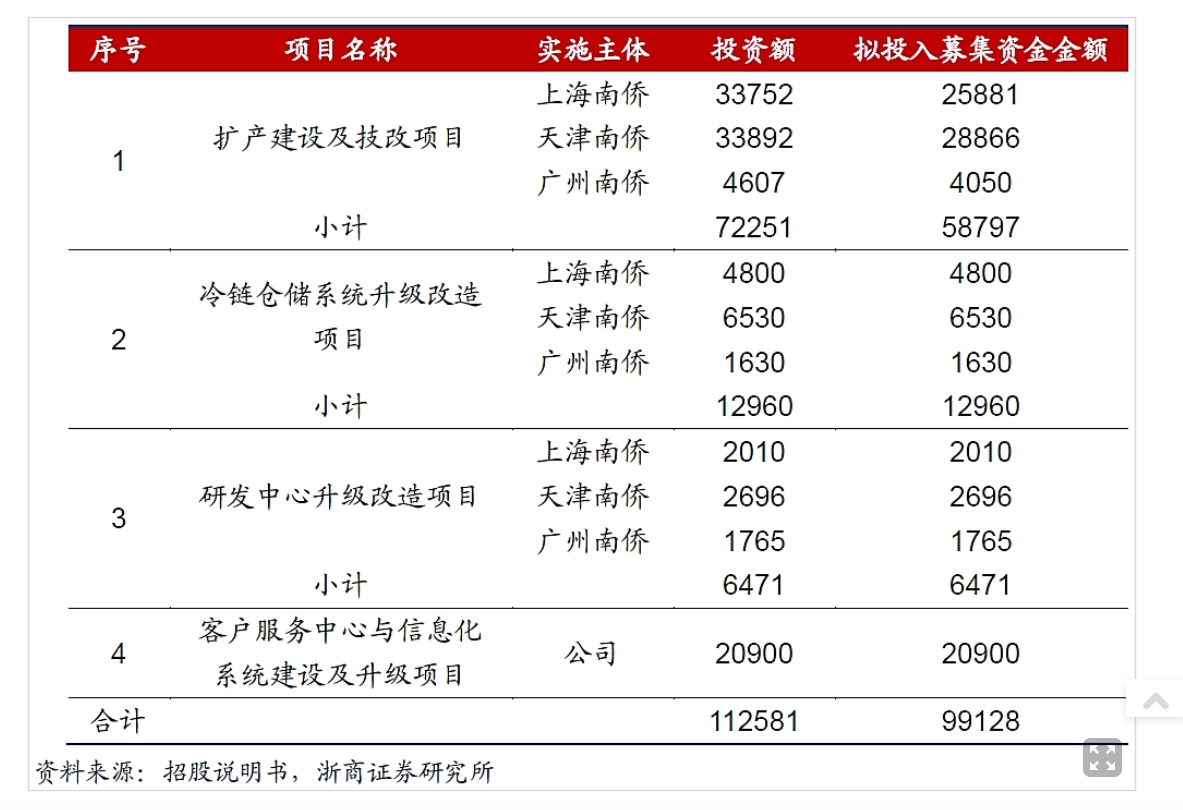 序号 项目名称 实施主体 投资额 拟投入募集资金金额
上海南侨 33752 25881
扩产建设及技改项目 天津南侨 33892 28866
1
广州南侨 4607 4050
小计 72251 58797
上海南侨 4800 4800
冷链仓储系统升级改造
天津南侨 6530 6530
2 项目
广州南侨 1630 1630
小计 12960 12960
上海南侨 2010 2010
研发中心升级改造项目 天津南侨 2696 2696
3
广州南侨 1765 1765
小计 6471 6471
客户服务中心与信息化
4 公司 20900 20900
系统建设及升级项目
合计 112581 99128
资料来源：招股说明书，浙商证券研究所